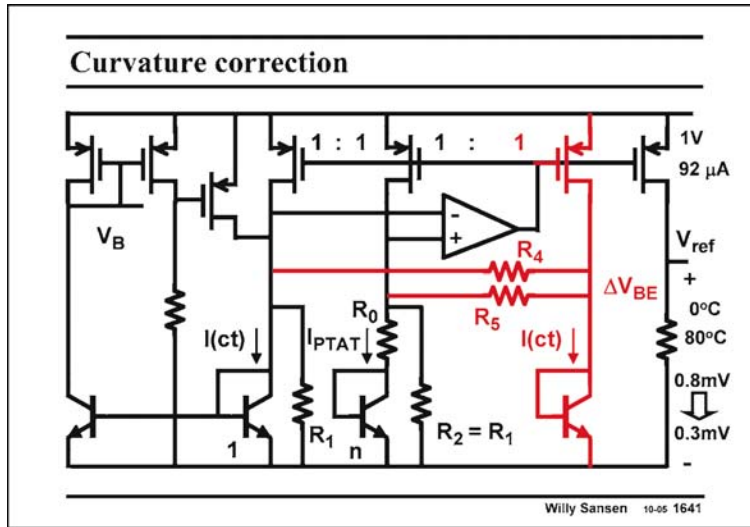 Curvature correction
1 : 1
1 : 1
1V
92 μA
V_B
-
+
V_ref
+
R_4
ΔV_BE
R_5
0°C
80°C
R_0
I(ct)
I_PTAT
I(ct)
0.8mV
0.3mV
1
R_1
n
R_2 = R_1
-
Willy Sansen 10-05 1641